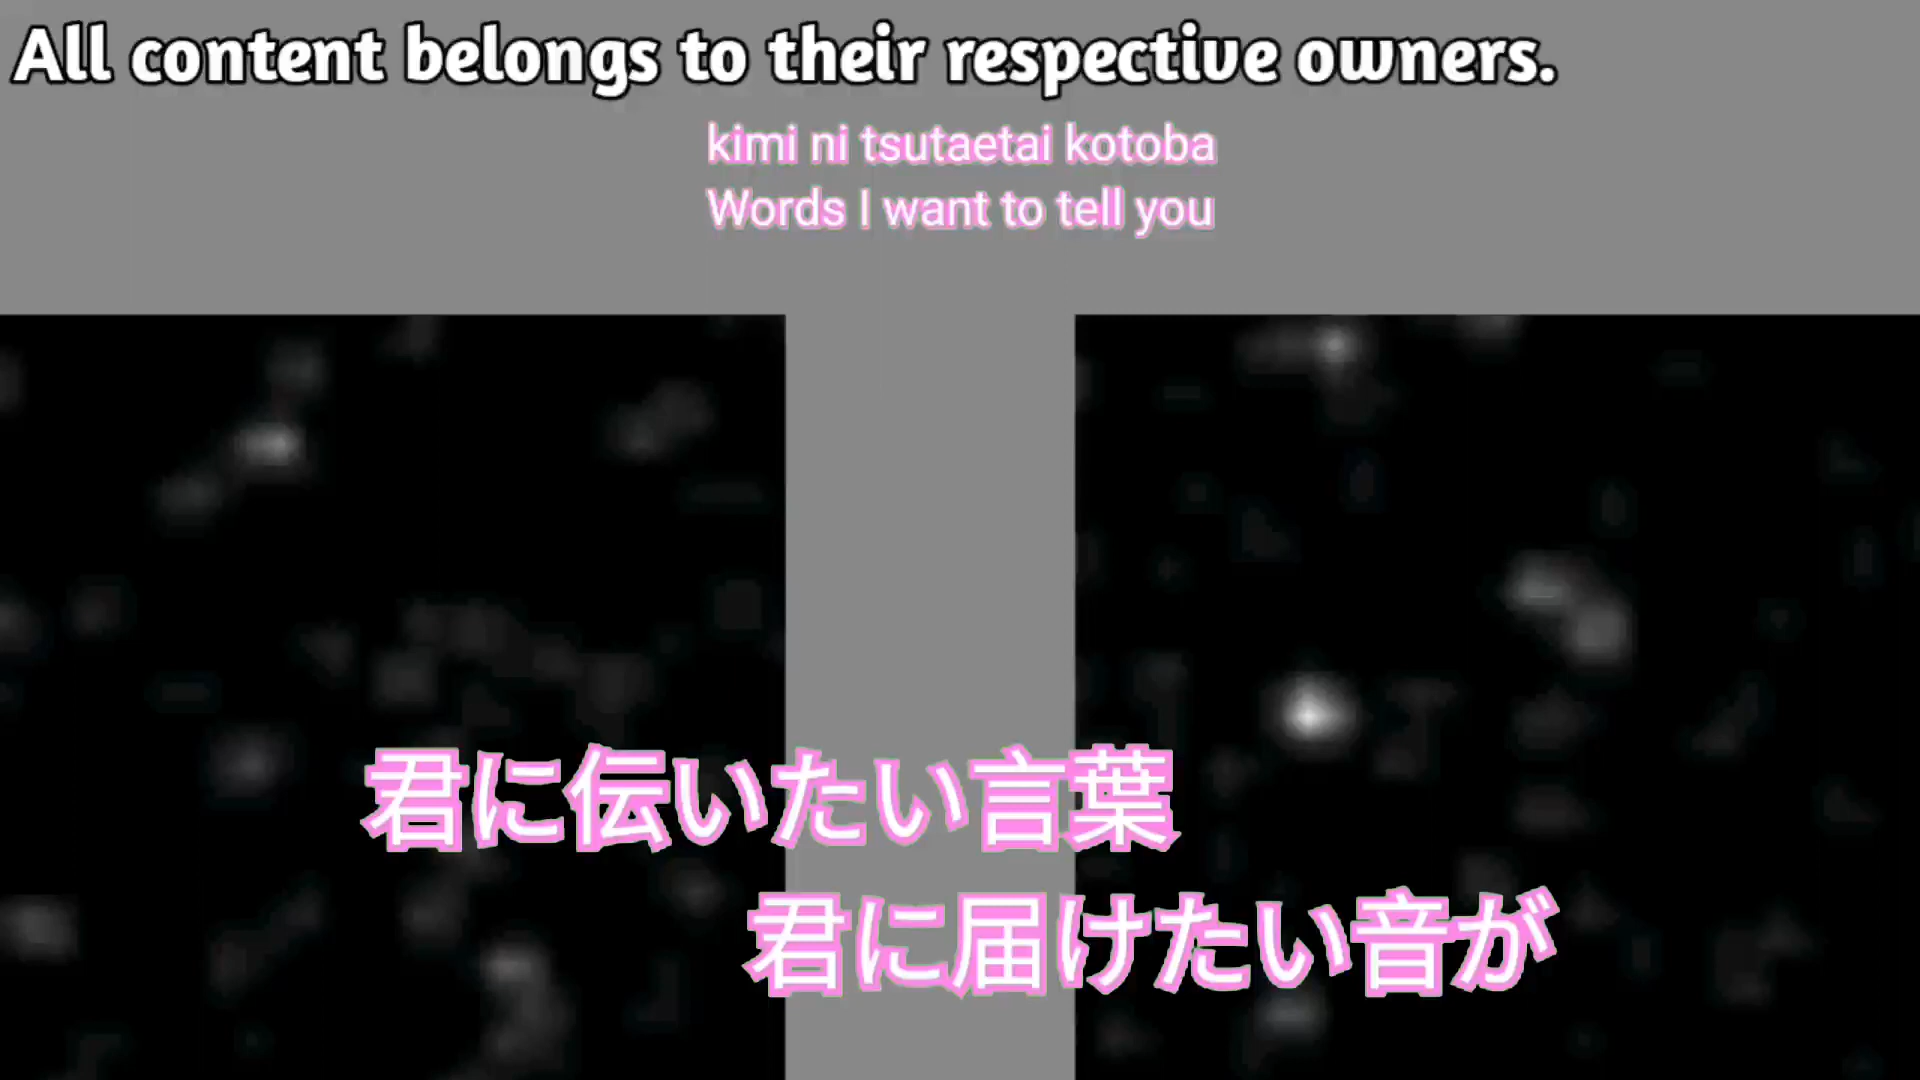 All content belongs to their respective owners.
kimi ni tsutaetai kotoba
Words I want to tell you
君に伝いたい言葉
君に届けたい音が